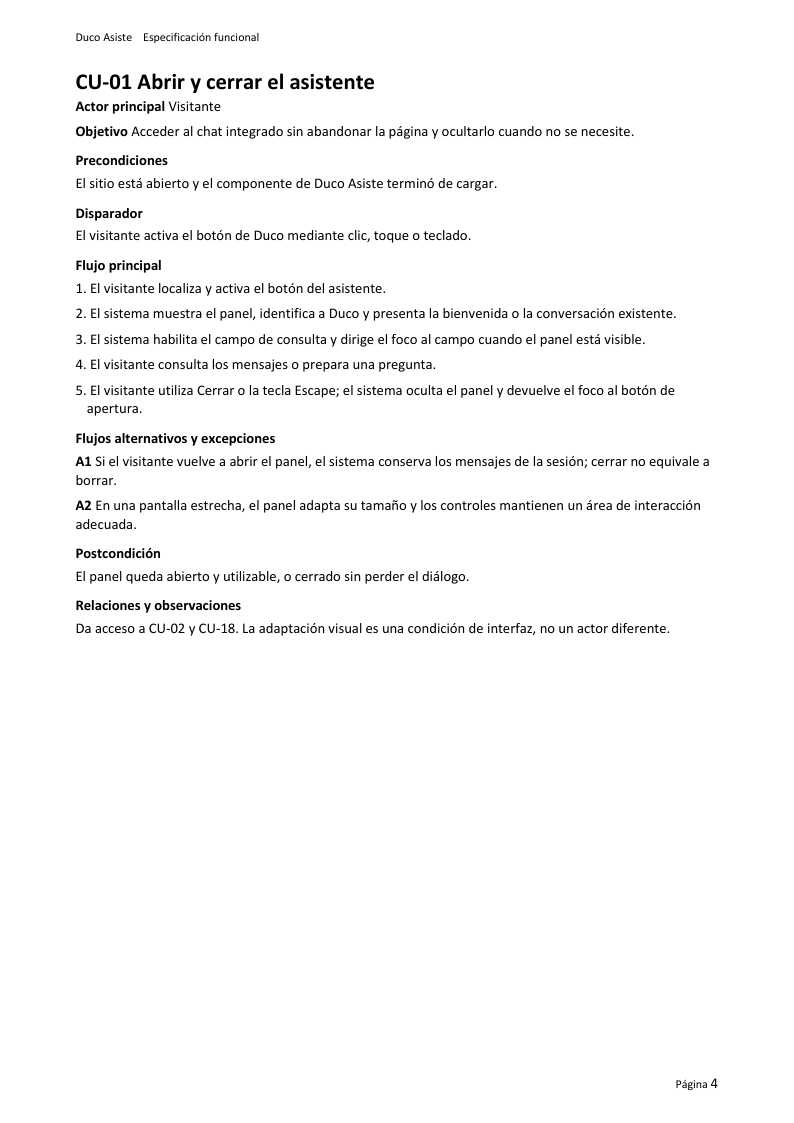 Duco Asiste Especificación funcional
CU-01 Abrir y cerrar el asistente
Actor principal Visitante
Objetivo Acceder al chat integrado sin abandonar la página y ocultarlo cuando no se necesite.
Precondiciones
El sitio está abierto y el componente de Duco Asiste terminó de cargar.
Disparador
El visitante activa el botón de Duco mediante clic, toque o teclado.
Flujo principal
1. El visitante localiza y activa el botón del asistente.
2. El sistema muestra el panel, identifica a Duco y presenta la bienvenida o la conversación existente.
3. El sistema habilita el campo de consulta y dirige el foco al campo cuando el panel está visible.
4. El visitante consulta los mensajes o prepara una pregunta.
5. El visitante utiliza Cerrar o la tecla Escape; el sistema oculta el panel y devuelve el foco al botón de
apertura.
Flujos alternativos y excepciones
A1 Si el visitante vuelve a abrir el panel, el sistema conserva los mensajes de la sesión; cerrar no equivale a
borrar.
A2 En una pantalla estrecha, el panel adapta su tamaño y los controles mantienen un área de interacción
adecuada.
Postcondición
El panel queda abierto y utilizable, o cerrado sin perder el diálogo.
Relaciones y observaciones
Da acceso a CU-02 y CU-18. La adaptación visual es una condición de interfaz, no un actor diferente.
Página 4